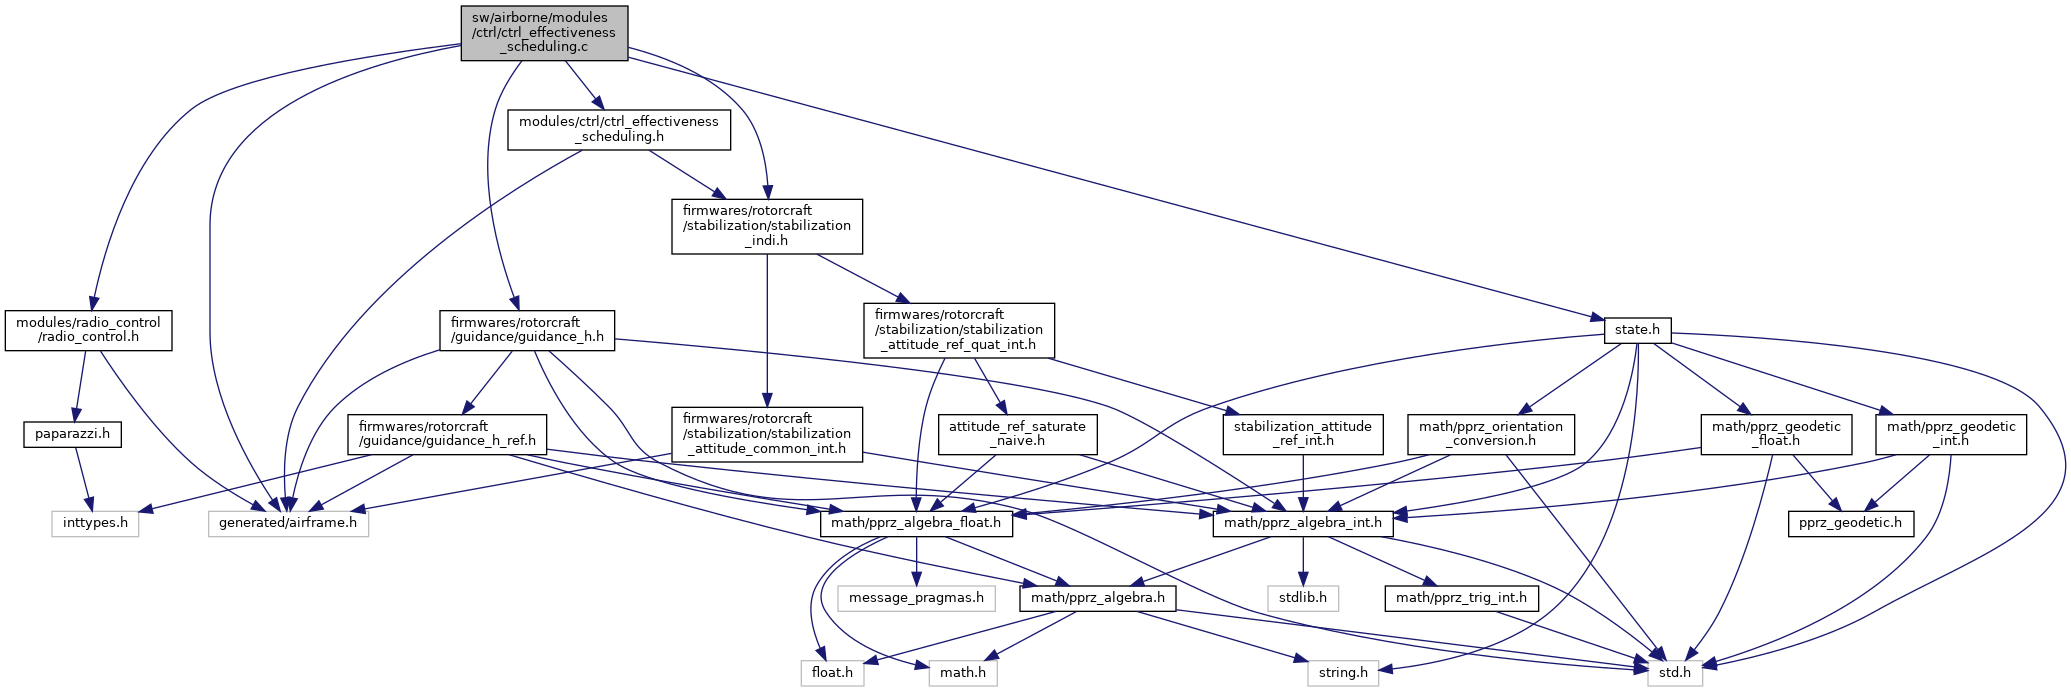 sw/airborne/modules
/ctrl/ctrl_effectiveness
_scheduling.c
modules/ctrl/ctrl_effectiveness
_scheduling.h
firmwares/rotorcraft
/stabilization/stabilization
_indi.h
modules/radio_control
/radio_control.h
firmwares/rotorcraft
/guidance/guidance_h.h
firmwares/rotorcraft
/stabilization/stabilization
_attitude_ref_quat_int.h
state.h
paparazzi.h
firmwares/rotorcraft
/guidance/guidance_h_ref.h
firmwares/rotorcraft
/stabilization/stabilization
_attitude_common_int.h
attitude_ref_saturate
_naive.h
stabilization_attitude
_ref_int.h
math/pprz_orientation
_conversion.h
math/pprz_geodetic
_float.h
math/pprz_geodetic
_int.h
inttypes.h
generated/airframe.h
math/pprz_algebra_float.h
math/pprz_algebra_int.h
pprz_geodetic.h
message_pragmas.h
math/pprz_algebra.h
stdlib.h
math/pprz_trig_int.h
float.h
math.h
string.h
std.h